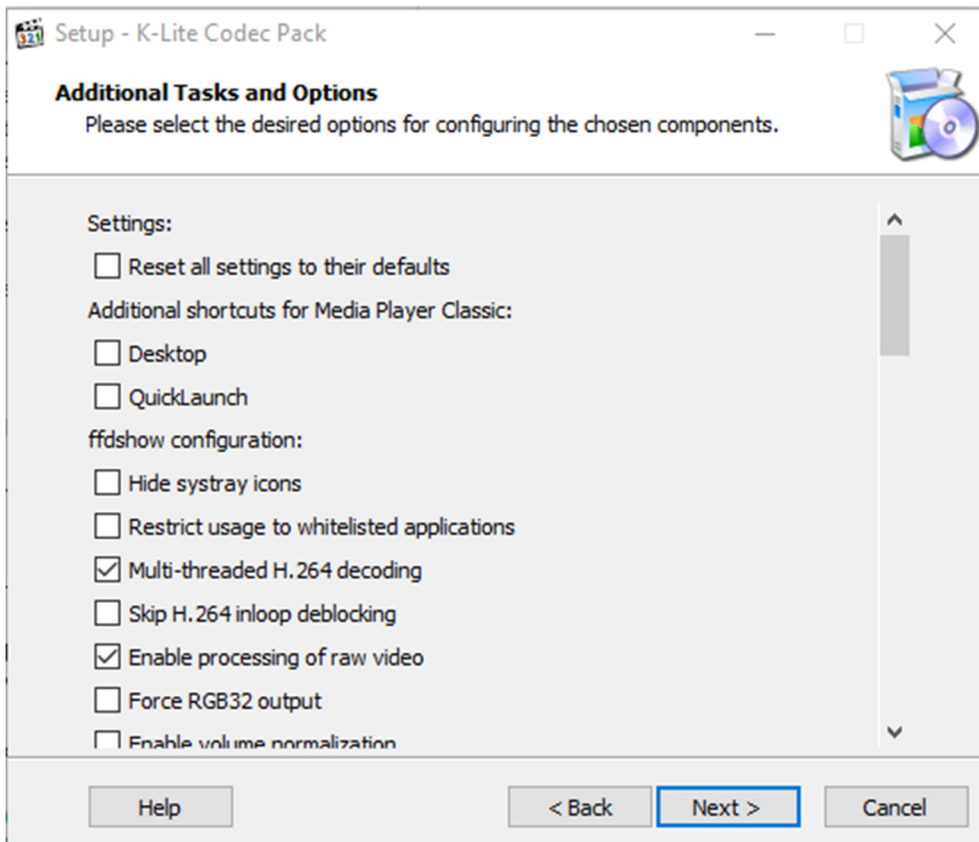 Setup - K-Lite Codec Pack
Additional Tasks and Options
Please select the desired options for configuring the chosen components.
Settings:
Reset all settings to their defaults
Additional shortcuts for Media Player Classic:
Desktop
QuickLaunch
ffdshow configuration:
Hide systray icons
Restrict usage to whitelisted applications
Multi-threaded H.264 decoding
Skip H.264 inloop deblocking
Enable processing of raw video
Force RGB32 output
Enable volume normalization
Help < Back Next > Cancel